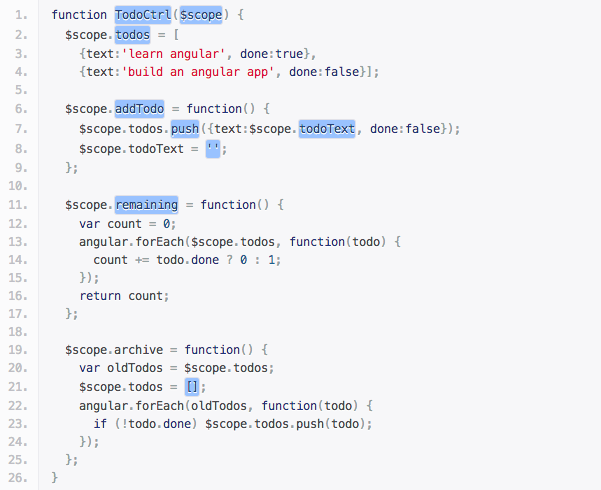 1. function TodoCtrl($scope) {
2.   $scope.todos = [
3.     {text:'learn angular', done:true},
4.     {text:'build an angular app', done:false}];
5.
6.   $scope.addTodo = function() {
7.     $scope.todos.push({text:$scope.todoText, done:false});
8.     $scope.todoText = '';
9.   };
10.
11.   $scope.remaining = function() {
12.     var count = 0;
13.     angular.forEach($scope.todos, function(todo) {
14.       count += todo.done ? 0 : 1;
15.     });
16.     return count;
17.   };
18.
19.   $scope.archive = function() {
20.     var oldTodos = $scope.todos;
21.     $scope.todos = [];
22.     angular.forEach(oldTodos, function(todo) {
23.       if (!todo.done) $scope.todos.push(todo);
24.     });
25.   };
26. }